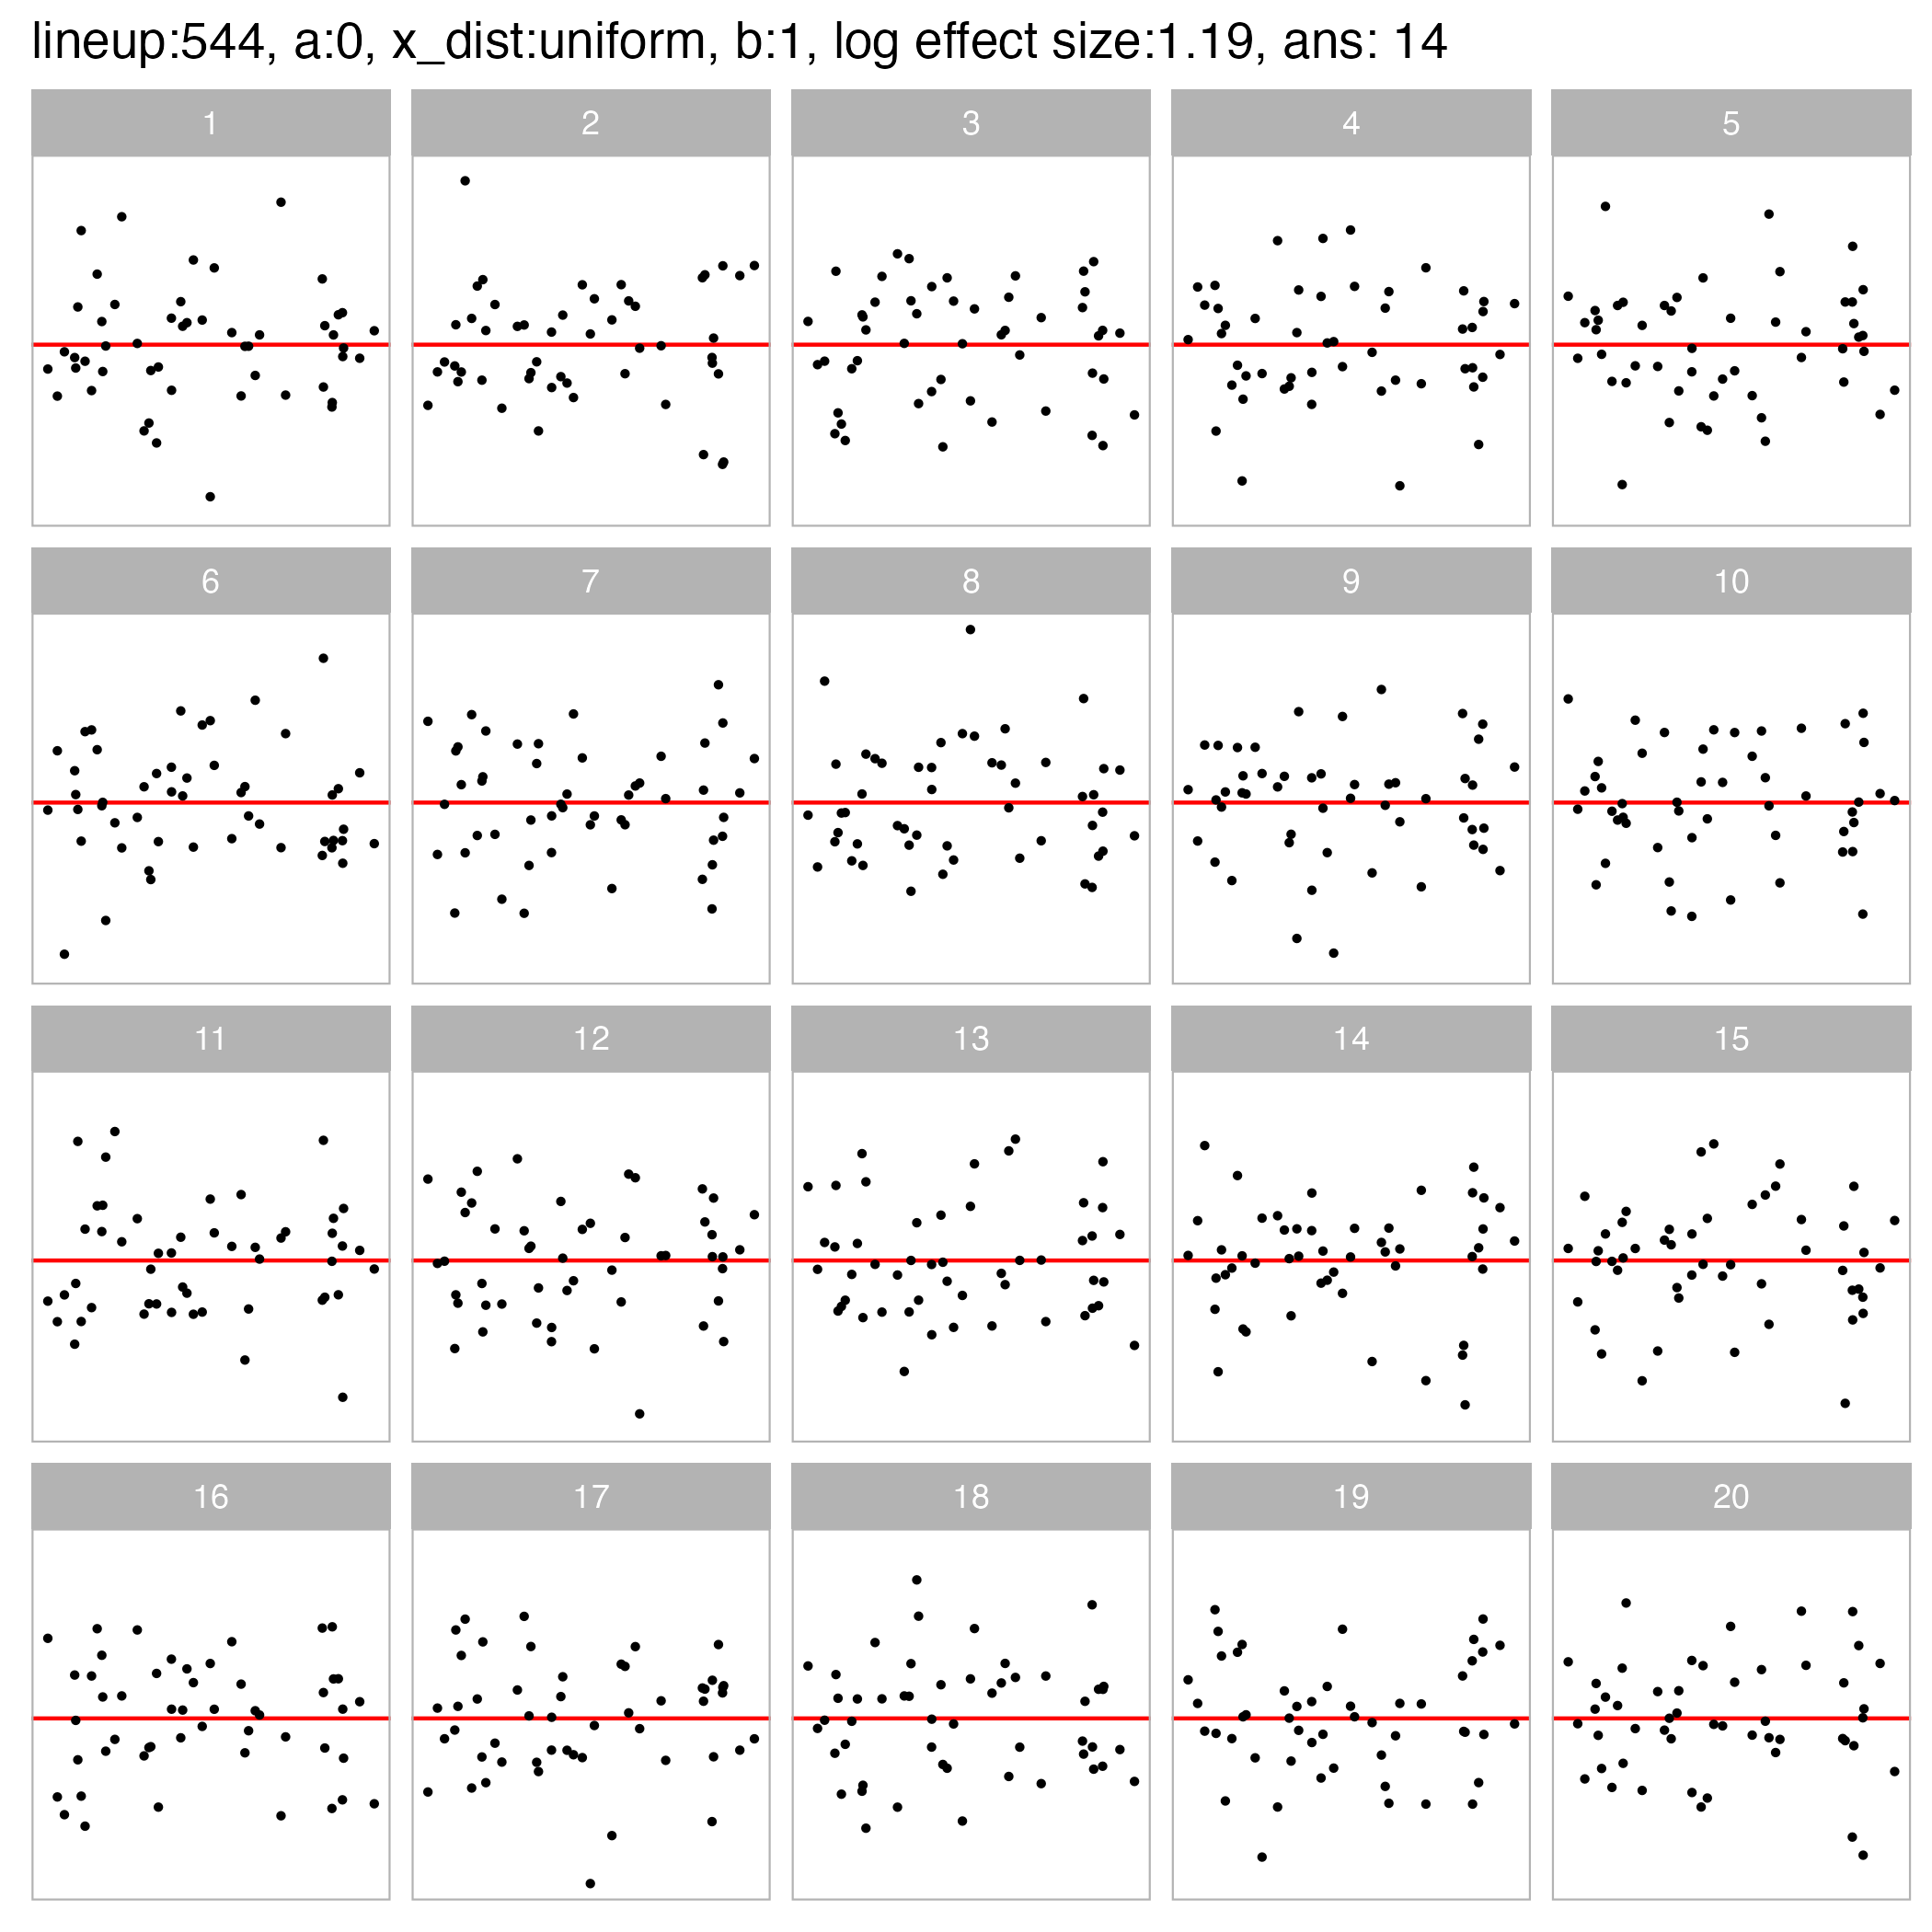 lineup:544, a:0, x_dist:uniform, b:1, log effect size:1.19, ans: 14
1 2 3 4 5
6 7 8 9 10
11 12 13 14 15
16 17 18 19 20